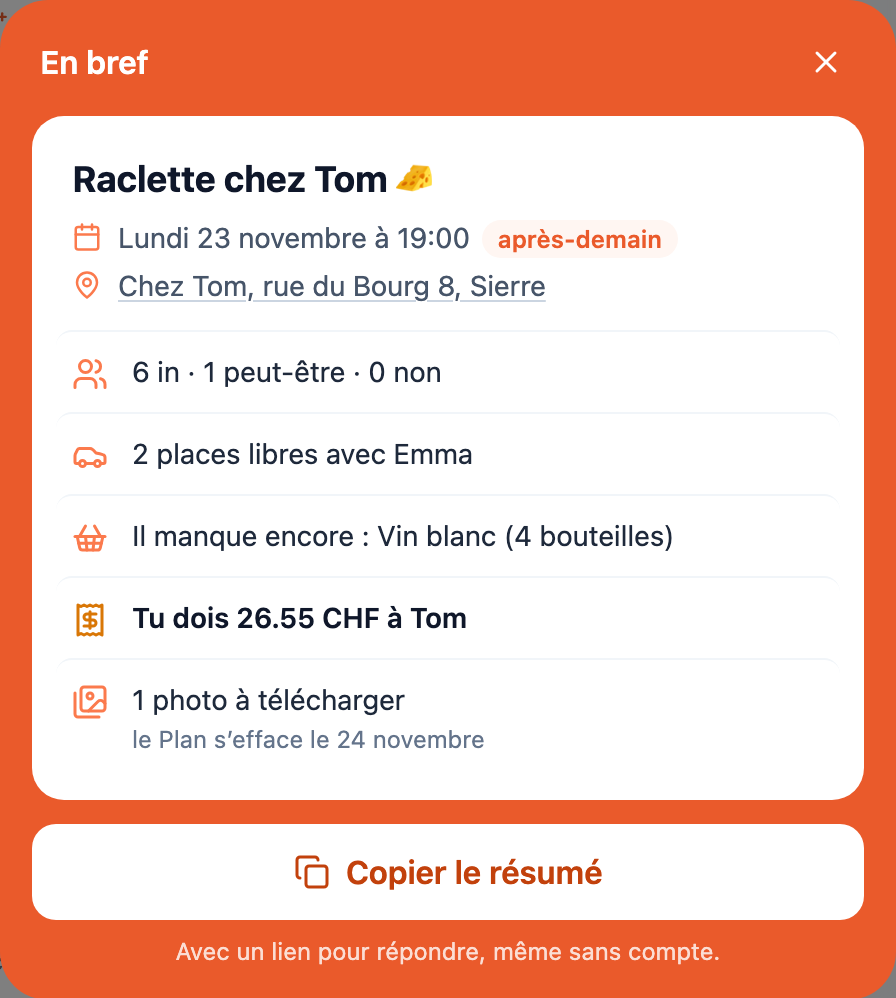 En bref
Raclette chez Tom 🧀
Lundi 23 novembre à 19:00 après-demain
Chez Tom, rue du Bourg 8, Sierre
6 in · 1 peut-être · 0 non
2 places libres avec Emma
Il manque encore : Vin blanc (4 bouteilles)
Tu dois 26.55 CHF à Tom
1 photo à télécharger
le Plan s’efface le 24 novembre
Copier le résumé
Avec un lien pour répondre, même sans compte.